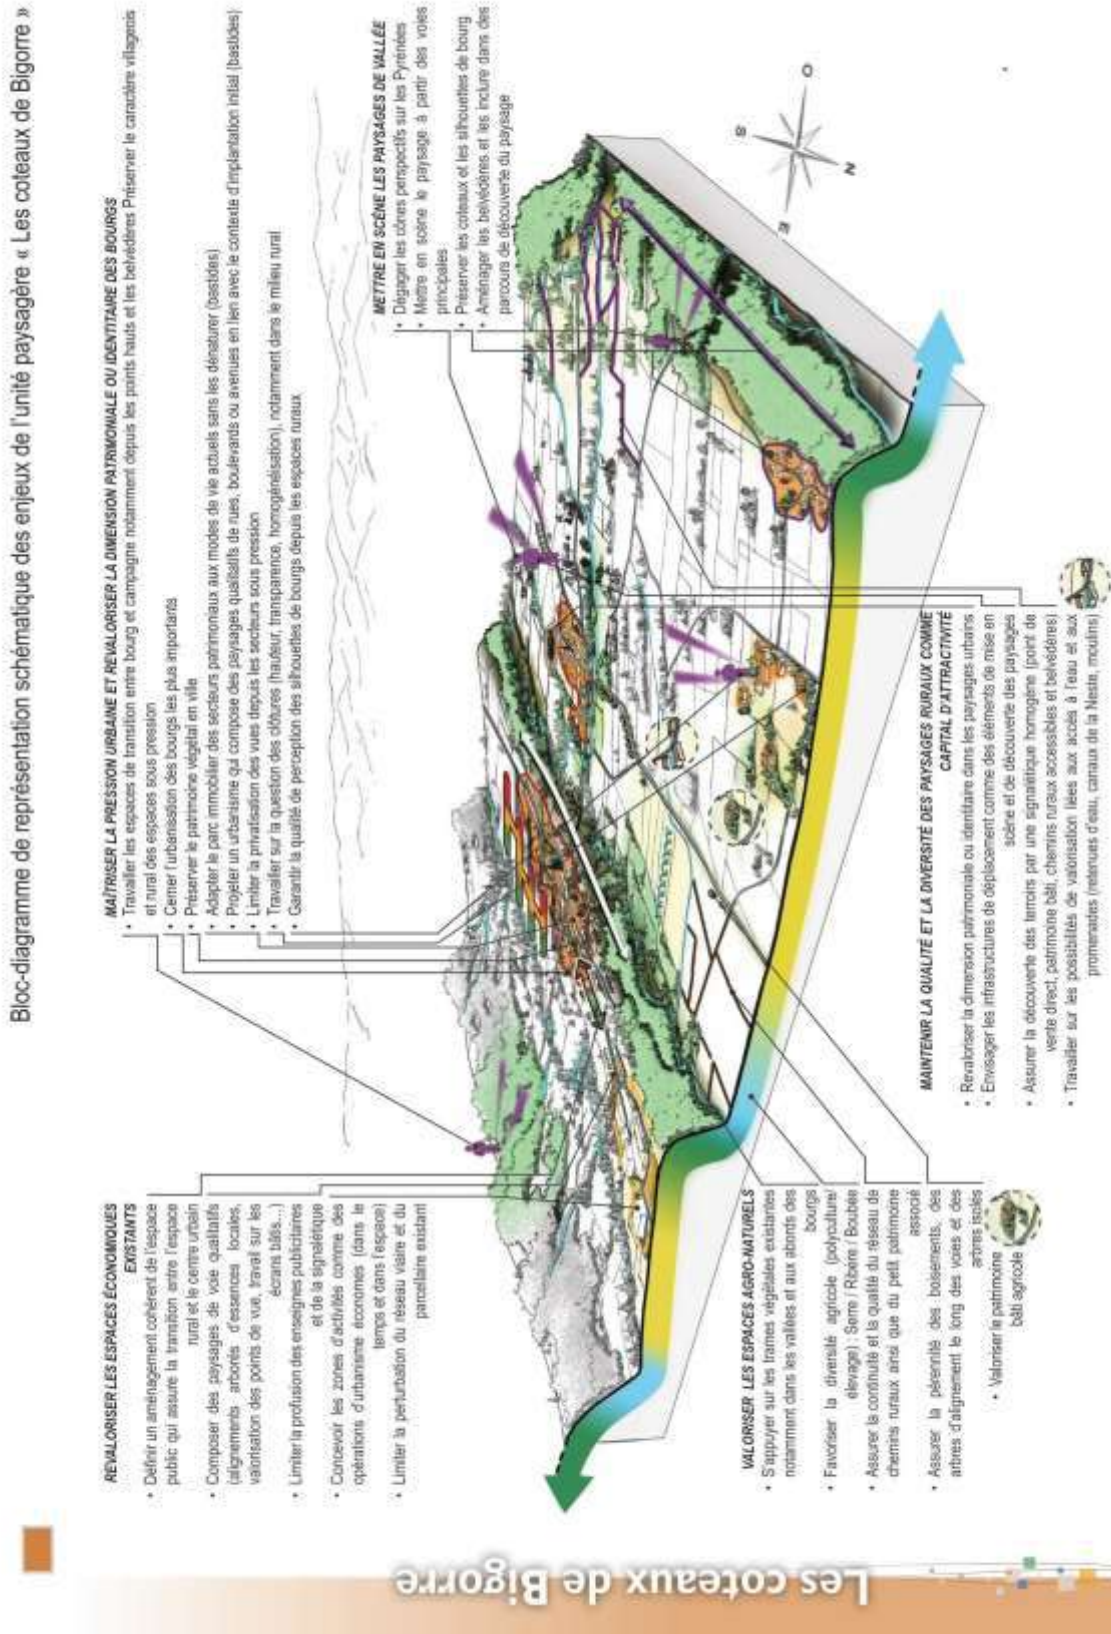 Bloc-diagramme de représentation schématique des enjeux de l'unité paysagère « Les coteaux de Bigorre »
Les coteaux de Bigorre
REVALORISER LES ESPACES ÉCONOMIQUES
EXISTANTS
• Définir un aménagement cohérent de l'espace
public qui assure la transition entre l'espace
rural et le centre urbain
• Composer des paysages de voie qualitatifs
(alignements arborés d'essences locales,
valorisation des points de vue, travail sur les
écrans bâtis...)
• Limiter la profusion des enseignes publicitaires
et de la signalétique
• Concevoir les zones d'activités comme des
opérations d'urbanisme économes (dans le
temps et dans l'espace)
• Limiter la perturbation du réseau viaire et du
parcellaire existant
MAÎTRISER LA PRESSION URBAINE ET REVALORISER LA DIMENSION PATRIMONIALE OU IDENTITAIRE DES BOURGS
• Travailler les espaces de transition entre bourg et campagne notamment depuis les points hauts et les belvédères Préserver le caractère villageois
et rural des espaces sous pression
• Cerner l'urbanisation des bourgs les plus importants
• Préserver le patrimoine végétal en ville
• Adapter le parc immobilier des secteurs patrimoniaux aux modes de vie actuels sans les dénaturer (bastides)
• Projeter un urbanisme qui compose des paysages qualitatifs de rues, boulevards ou avenues en lien avec le contexte d'implantation initial (bastides)
• Limiter la privatisation des vues depuis les secteurs sous pression
• Travailler sur la question des clôtures (hauteur, transparence, homogénéisation), notamment dans le milieu rural
• Garantir la qualité de perception des silhouettes de bourgs depuis les espaces ruraux
METTRE EN SCÈNE LES PAYSAGES DE VALLÉE
• Dégager les cônes perspectifs sur les Pyrénées
• Mettre en scène le paysage à partir des voies
principales
• Préserver les coteaux et les silhouettes de bourg
• Aménager les belvédères et les inclure dans des
parcours de découverte du paysage
S
O
N
E
VALORISER LES ESPACES AGRO-NATURELS
• S'appuyer sur les trames végétales existantes
notamment dans les vallées et aux abords des
bourgs
• Favoriser la diversité agricole (polyculture/
élevage) : Serre / Ribère / Boubée
• Assurer la continuité et la qualité du réseau de
chemins ruraux ainsi que du petit patrimoine
associé
• Assurer la pérennité des boisements, des
arbres d'alignement le long des voies et des
arbres isolés
• Valoriser le patrimoine
bâti agricole
MAINTENIR LA QUALITÉ ET LA DIVERSITÉ DES PAYSAGES RURAUX COMME
CAPITAL D'ATTRACTIVITÉ
• Revaloriser la dimension patrimoniale ou identitaire dans les paysages urbains
• Envisager les infrastructures de déplacement comme des éléments de mise en
scène et de découverte des paysages
• Assurer la découverte des terroirs par une signalétique homogène (point de
vente direct, patrimoine bâti, chemins ruraux accessibles et belvédères)
• Travailler sur les possibilités de valorisation liées aux accès à l'eau et aux
promenades (retenues d'eau, canaux de la Neste, moulins)